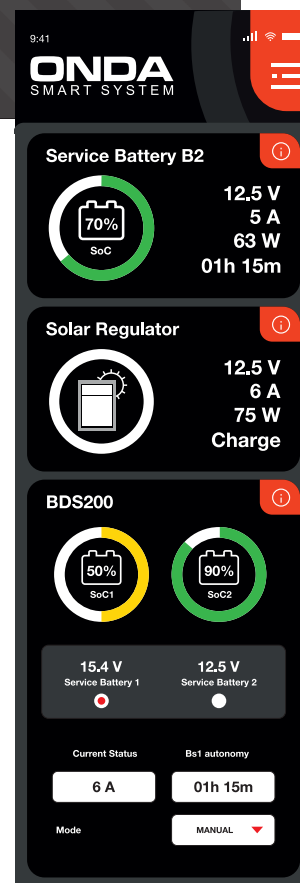 9:41
ONDA
SMART SYSTEM
Service Battery B2
70%
SoC
12.5 V
5 A
63 W
01h 15m
Solar Regulator
12.5 V
6 A
75 W
Charge
BDS200
50%
SoC1
90%
SoC2
15.4 V
Service Battery 1
12.5 V
Service Battery 2
Current Status
Bs1 autonomy
6 A
01h 15m
Mode
MANUAL